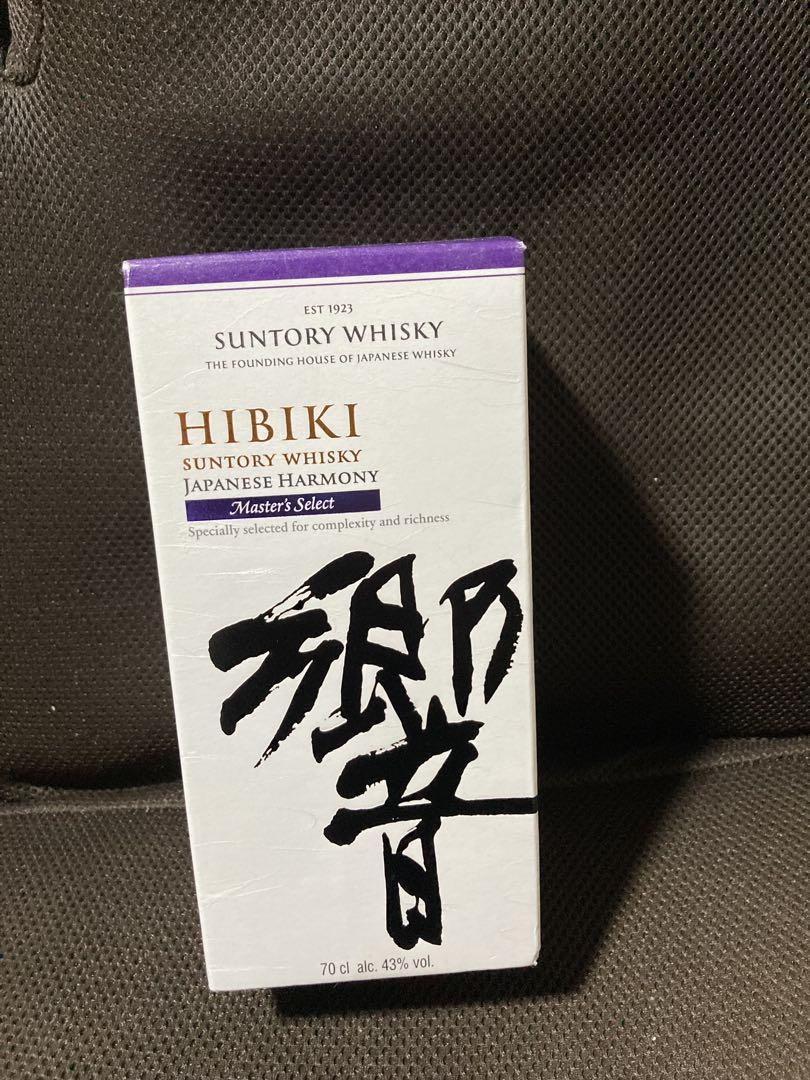 EST 1923
SUNTORY WHISKY
THE FOUNDING HOUSE OF JAPANESE WHISKY
HIBIKI
SUNTORY WHISKY
JAPANESE HARMONY
Master's Select
Specially selected for complexity and richness
響
70 cl alc. 43% vol.